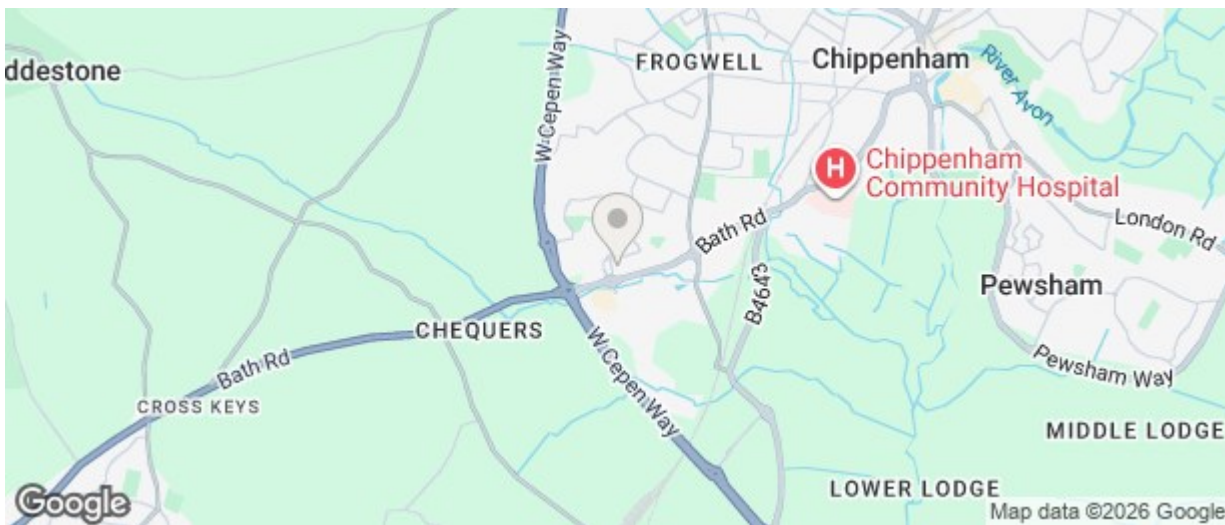 ddestone
W Cepen Way
FROGWELL
Chippenham
River Avon
H
Chippenham
Community Hospital
Bath Rd
London Rd
B4643
Pewsham
CHEQUERS
W Cepen Way
Bath Rd
Pewsham Way
CROSS KEYS
MIDDLE LODGE
LOWER LODGE
Google
Map data ©2026 Google